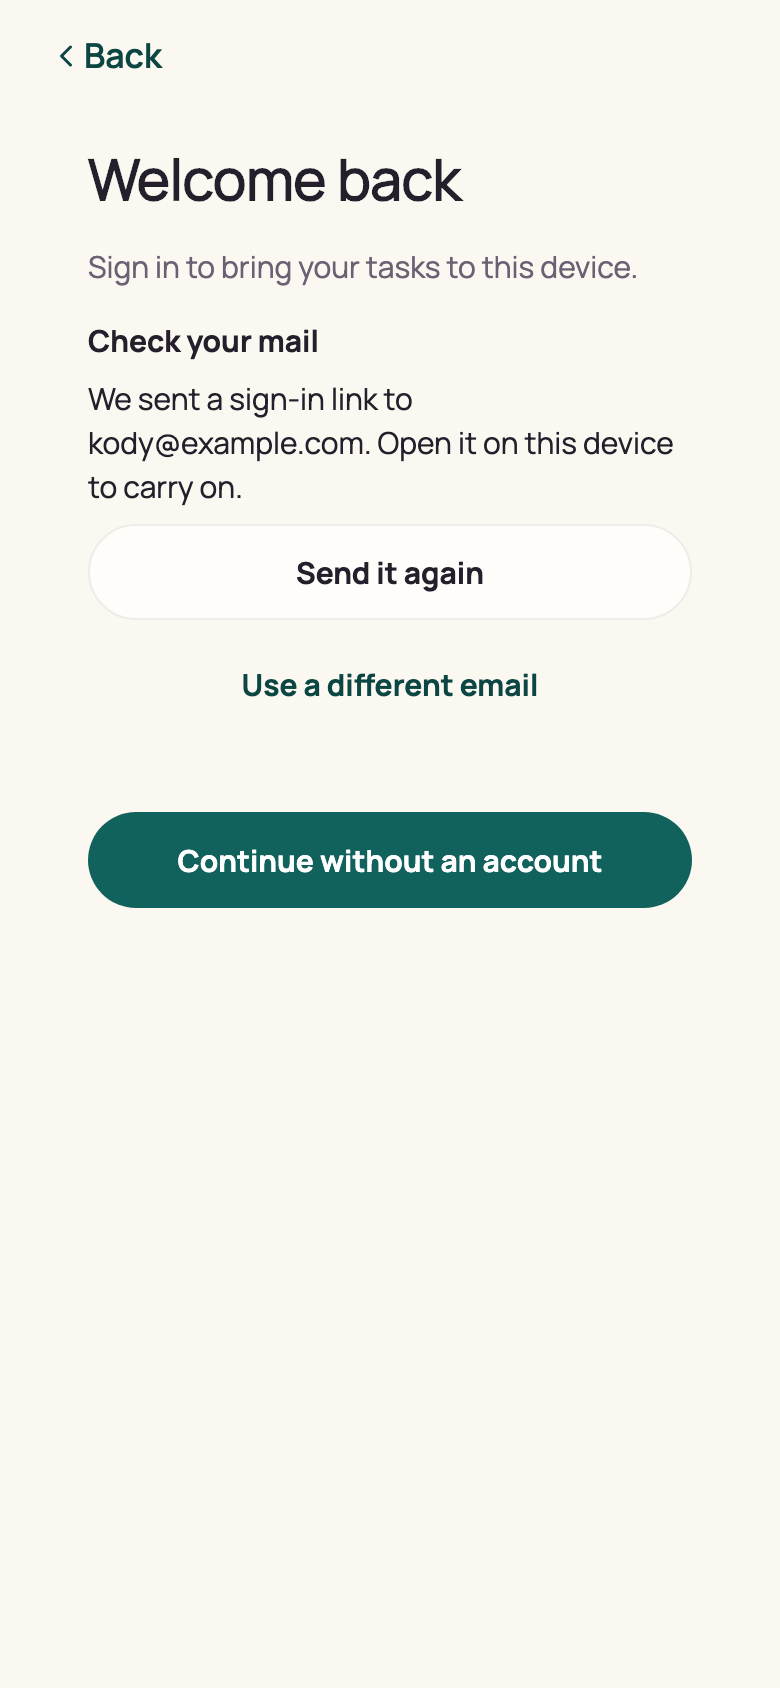 Back
Welcome back
Sign in to bring your tasks to this device.
Check your mail
We sent a sign-in link to
kody@example.com. Open it on this device
to carry on.
Send it again
Use a different email
Continue without an account